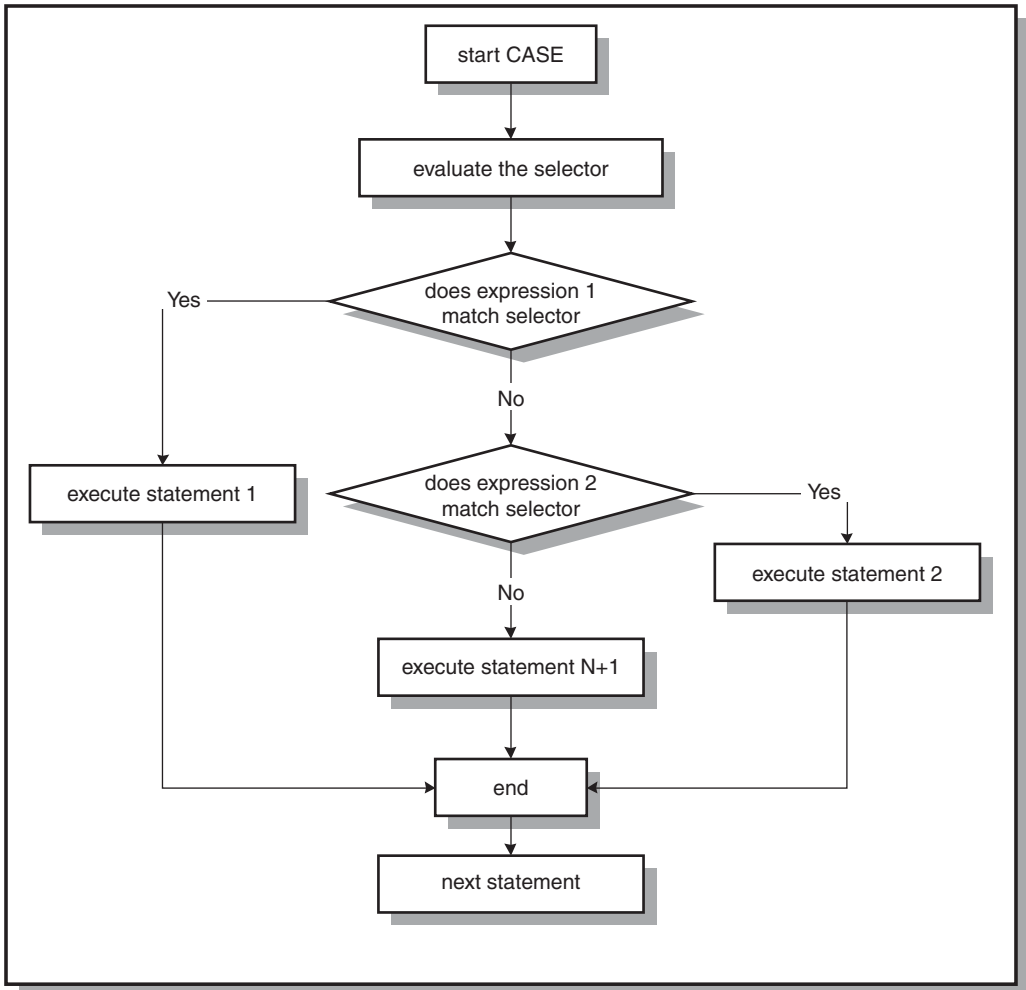 start CASE
evaluate the selector
does expression 1
match selector
Yes
No
execute statement 1
does expression 2
match selector
Yes
execute statement 2
No
execute statement N+1
end
next statement